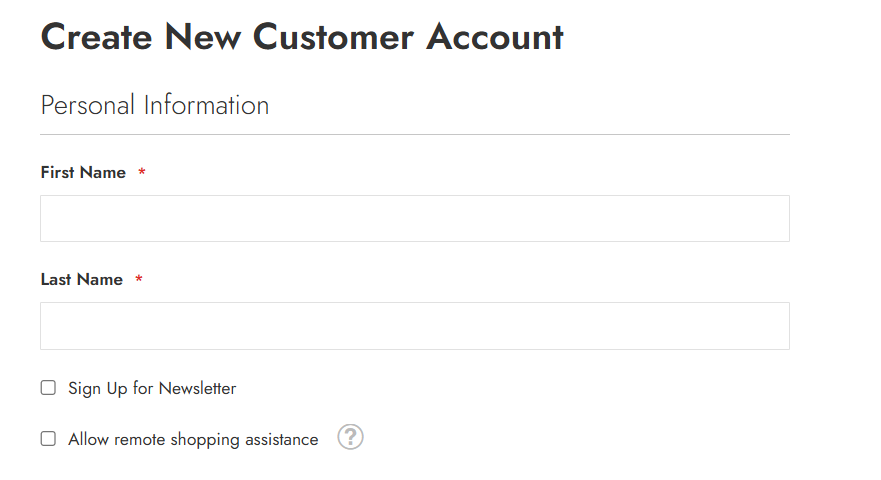 Create New Customer Account
Personal Information
First Name *
Last Name *
Sign Up for Newsletter
Allow remote shopping assistance ?